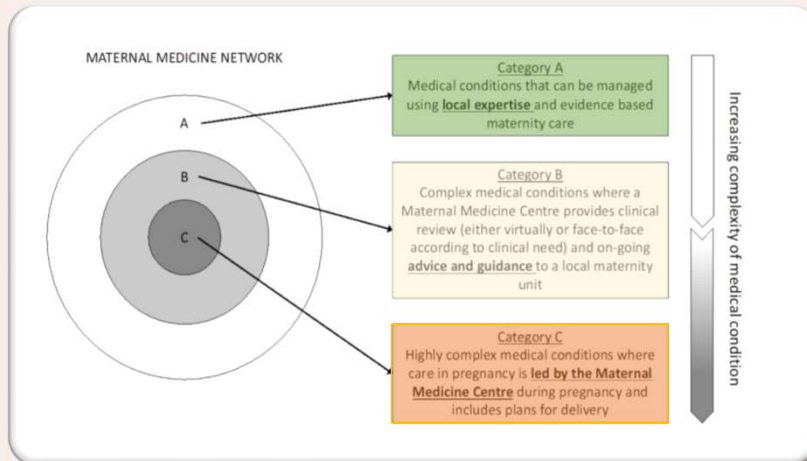 MATERNAL MEDICINE NETWORK
A
B
C
Category A
Medical conditions that can be managed
using local expertise and evidence based
maternity care
Category B
Complex medical conditions where a
Maternal Medicine Centre provides clinical
review (either virtually or face-to-face
according to clinical need) and on-going
advice and guidance to a local maternity
unit
Category C
Highly complex medical conditions where
care in pregnancy is led by the Maternal
Medicine Centre during pregnancy and
includes plans for delivery
Increasing complexity of medical condition